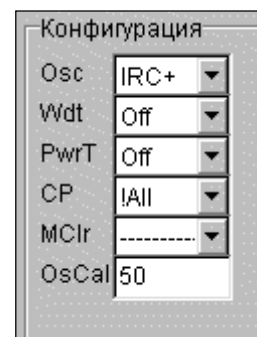 Конфигурация
Osc IRC+
Wdt Off
PwrT Off
CP !All
MClr ----------
OsCal 50